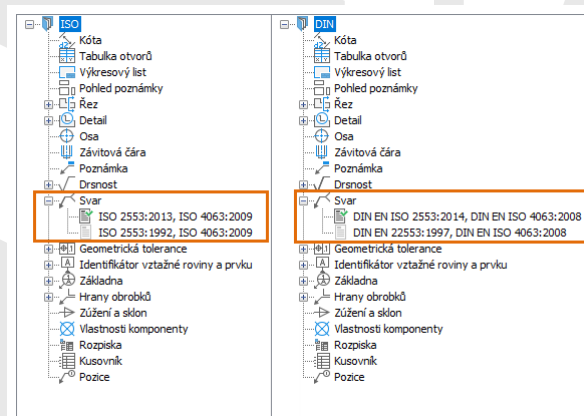 ISO
Kóta
Tabulka otvorů
Výkresový list
Pohled poznámky
Řez
Detail
Osa
Závitová čára
Poznámka
Drsnost
Svar
ISO 2553:2013, ISO 4063:2009
ISO 2553:1992, ISO 4063:2009
Geometrická tolerance
Identifikátor vztažné roviny a prvku
Základna
Hrany obrobků
Zúžení a sklon
Vlastnosti komponenty
Rozpiska
Kusovník
Pozice
DIN
Kóta
Tabulka otvorů
Výkresový list
Pohled poznámky
Řez
Detail
Osa
Závitová čára
Poznámka
Drsnost
Svar
DIN EN ISO 2553:2014, DIN EN ISO 4063:2008
DIN EN 22553:1997, DIN EN ISO 4063:2008
Geometrická tolerance
Identifikátor vztažné roviny a prvku
Základna
Hrany obrobků
Zúžení a sklon
Vlastnosti komponenty
Rozpiska
Kusovník
Pozice